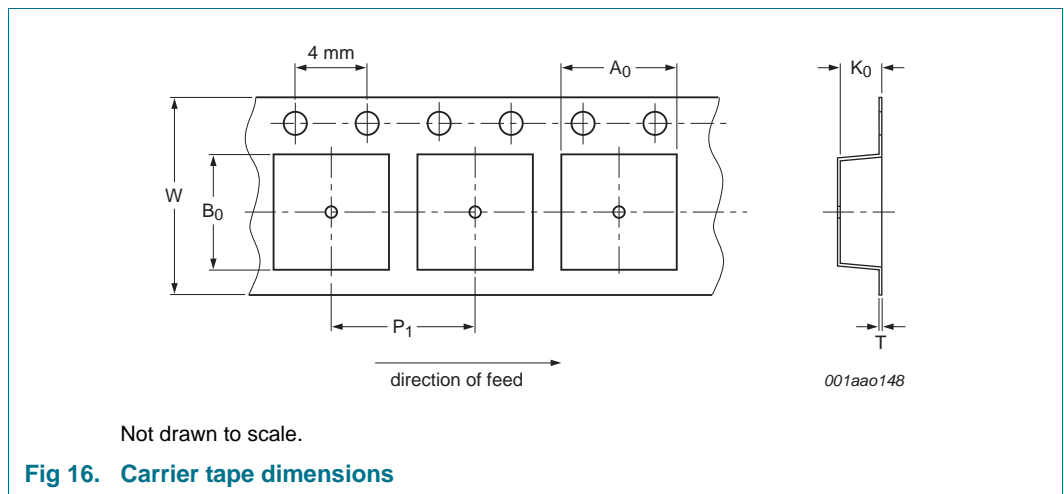 4 mm
A0
K0
W
B0
P1
T
direction of feed
001aao148
Not drawn to scale.
Fig 16. Carrier tape dimensions